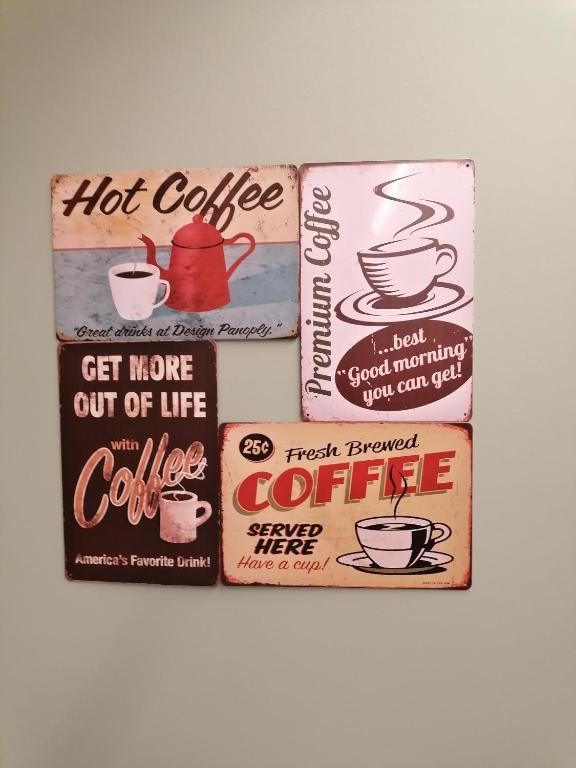 Hot Coffee
"Great drinks at Design Panoply."
Premium Coffee
...best
"Good morning"
you can get!
GET MORE
OUT OF LIFE
with
Coffee
America's Favorite Drink!
25¢
Fresh Brewed
COFFEE
SERVED
HERE
Have a cup!